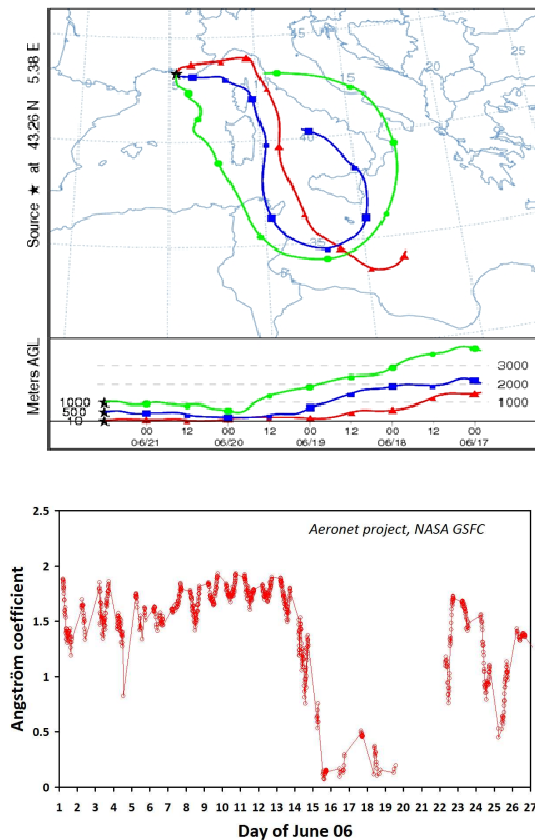 45
25
15
20
5
40
35
5
Source ★ at 43.26 N 5.38 E
Meters AGL
3000
2000
1000
1000
500
10
00 12 00 12 00 12 00 12 00
06/21 06/20 06/19 06/18 06/17
Aeronet project, NASA GSFC
Angström coefficient
2.5
2
1.5
1
0.5
0
1 2 3 4 5 6 7 8 9 10 11 12 13 14 15 16 17 18 19 20 21 22 23 24 25 26 27
Day of June 06